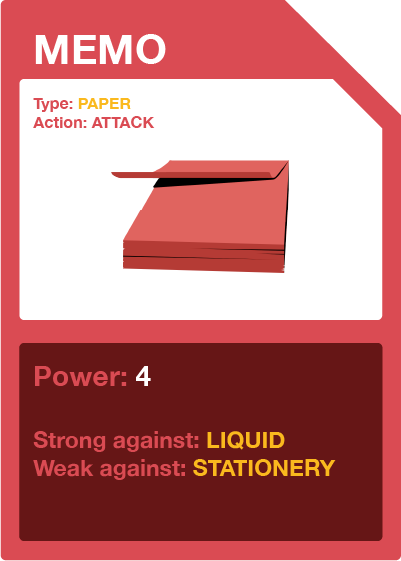 MEMO
Type: PAPER
Action: ATTACK
Power: 4
Strong against: LIQUID
Weak against: STATIONERY